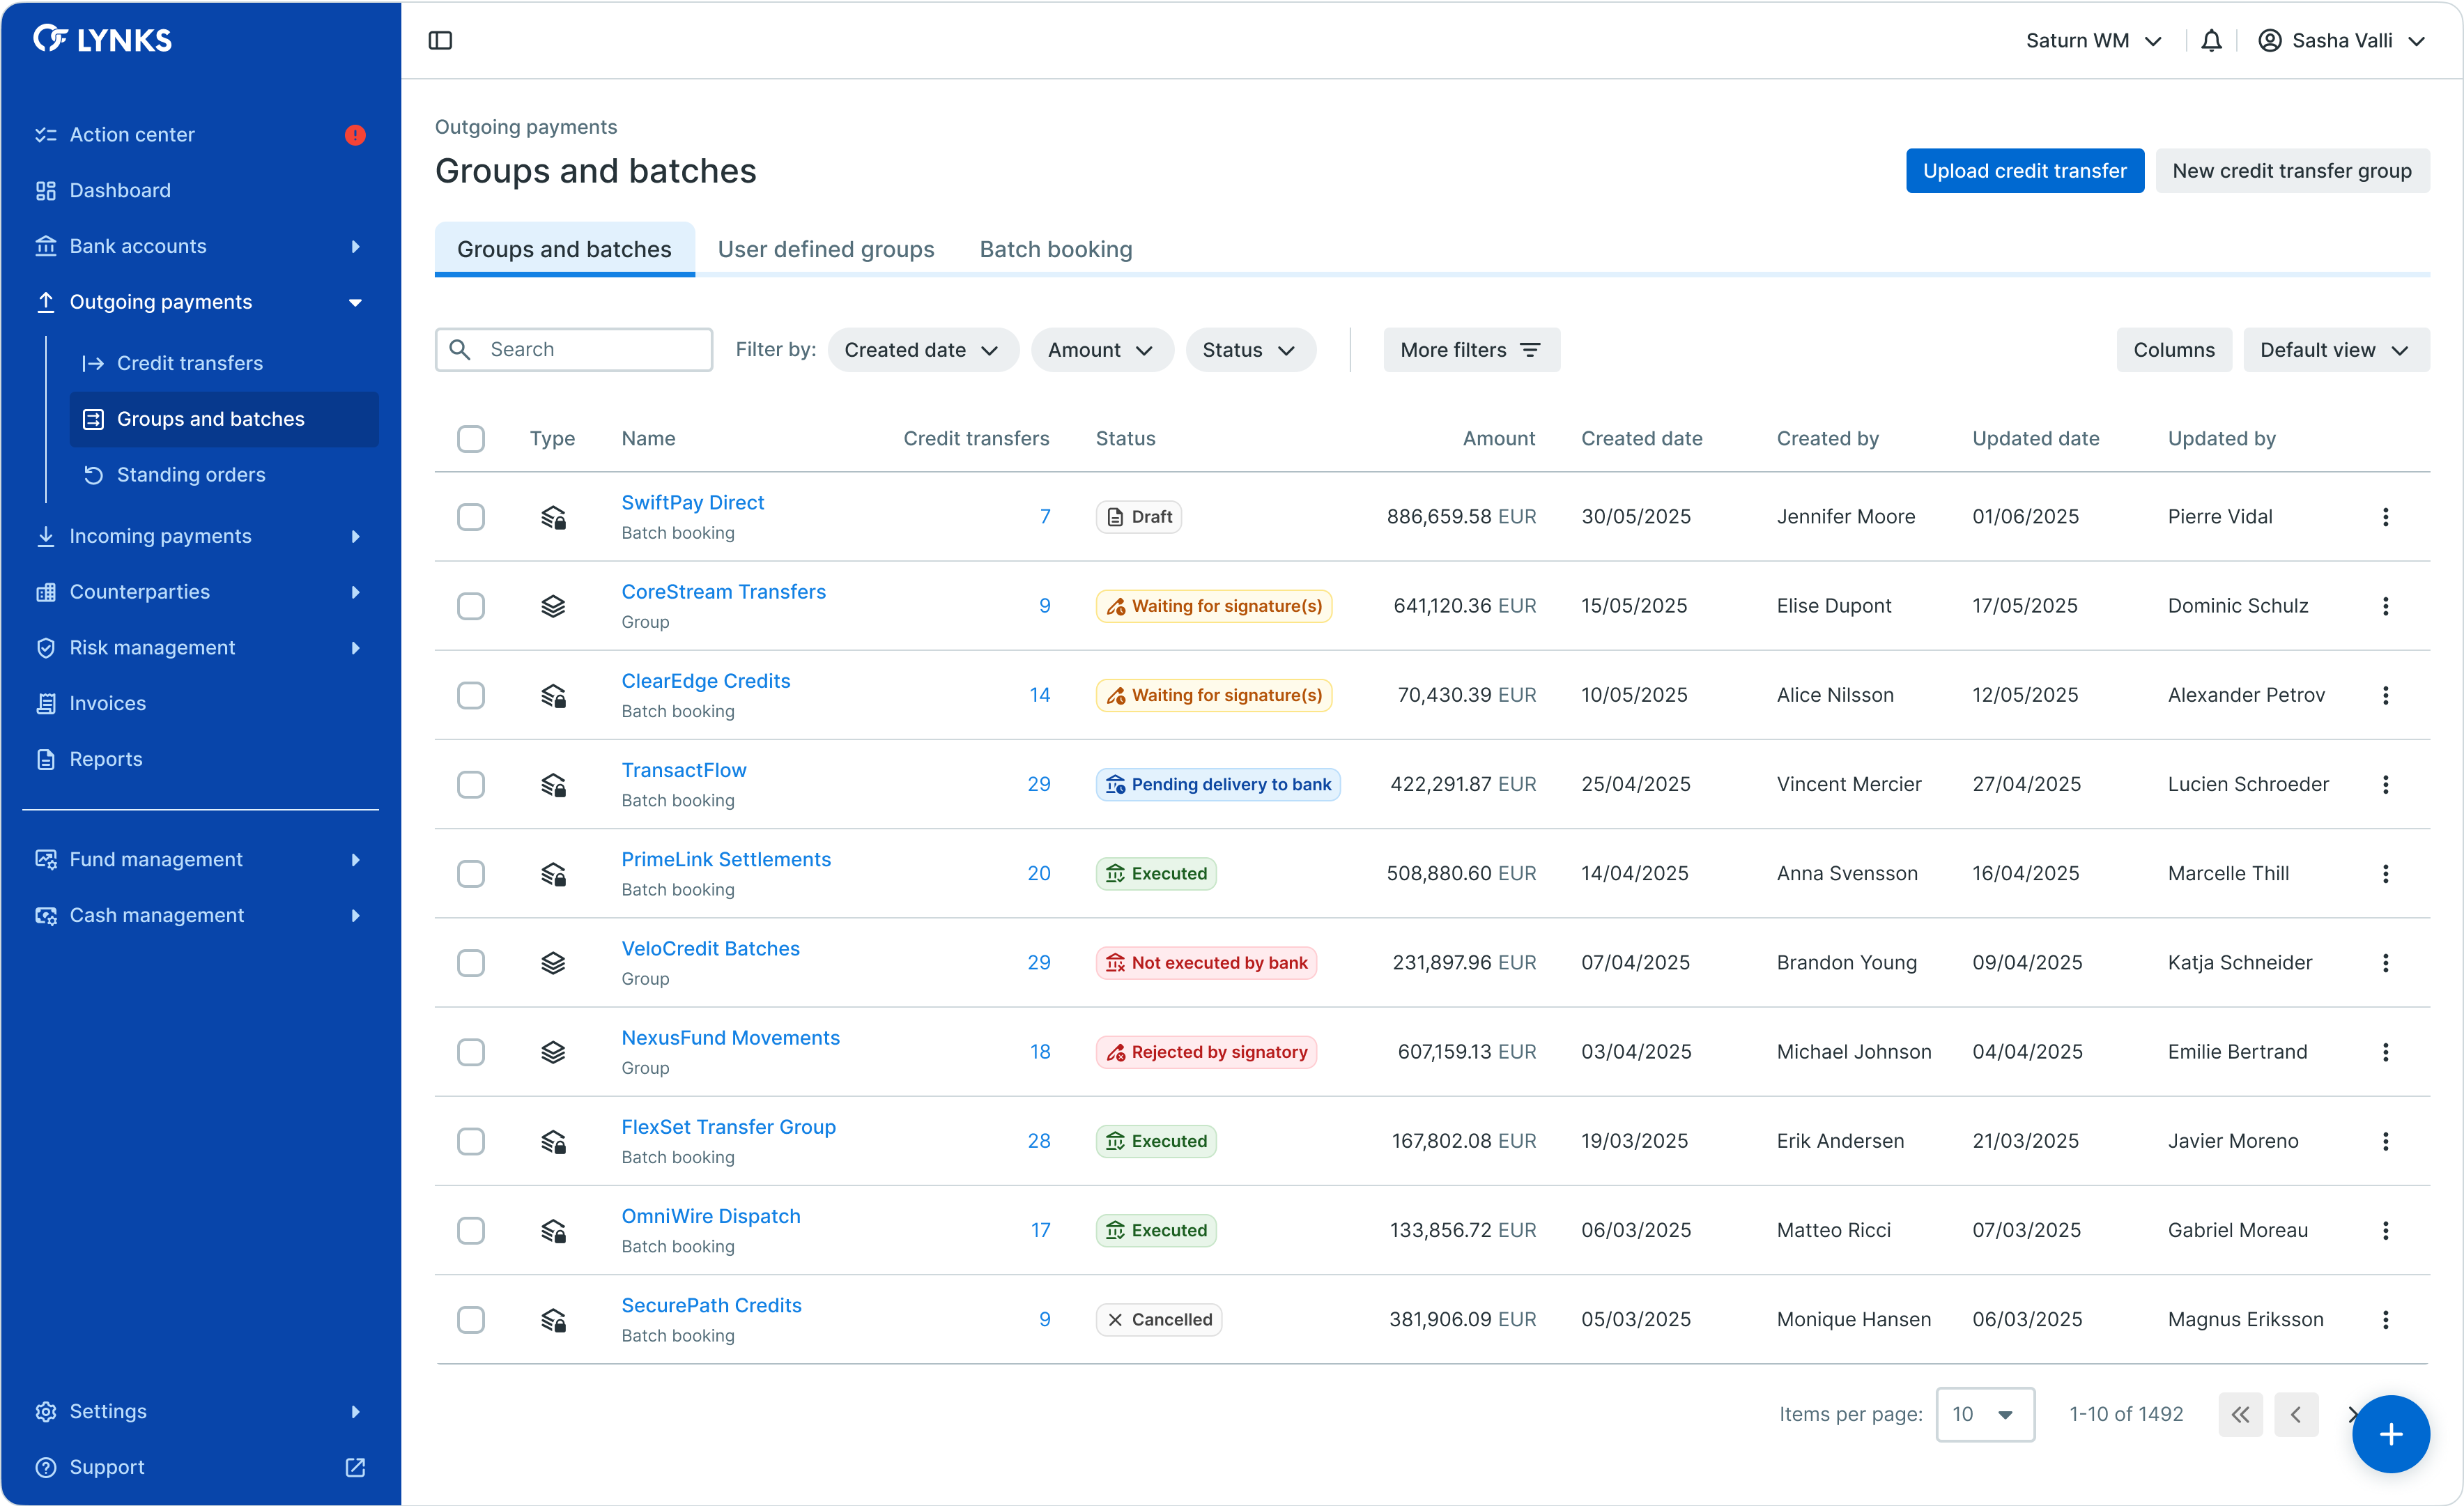 LYNKS
Saturn WM
Sasha Valli
Action center
Dashboard
Bank accounts
Outgoing payments
Credit transfers
Groups and batches
Standing orders
Incoming payments
Counterparties
Risk management
Invoices
Reports
Fund management
Cash management
Settings
Support
Outgoing payments
Groups and batches
Upload credit transfer
New credit transfer group
Groups and batches User defined groups Batch booking
Search Filter by: Created date Amount Status More filters Columns Default view
Type Name Credit transfers Status Amount Created date Created by Updated date Updated by
SwiftPay Direct
Batch booking
7 Draft 886,659.58 EUR 30/05/2025 Jennifer Moore 01/06/2025 Pierre Vidal
CoreStream Transfers
Group
9 Waiting for signature(s) 641,120.36 EUR 15/05/2025 Elise Dupont 17/05/2025 Dominic Schulz
ClearEdge Credits
Batch booking
14 Waiting for signature(s) 70,430.39 EUR 10/05/2025 Alice Nilsson 12/05/2025 Alexander Petrov
TransactFlow
Batch booking
29 Pending delivery to bank 422,291.87 EUR 25/04/2025 Vincent Mercier 27/04/2025 Lucien Schroeder
PrimeLink Settlements
Batch booking
20 Executed 508,880.60 EUR 14/04/2025 Anna Svensson 16/04/2025 Marcelle Thill
VeloCredit Batches
Group
29 Not executed by bank 231,897.96 EUR 07/04/2025 Brandon Young 09/04/2025 Katja Schneider
NexusFund Movements
Group
18 Rejected by signatory 607,159.13 EUR 03/04/2025 Michael Johnson 04/04/2025 Emilie Bertrand
FlexSet Transfer Group
Batch booking
28 Executed 167,802.08 EUR 19/03/2025 Erik Andersen 21/03/2025 Javier Moreno
OmniWire Dispatch
Batch booking
17 Executed 133,856.72 EUR 06/03/2025 Matteo Ricci 07/03/2025 Gabriel Moreau
SecurePath Credits
Batch booking
9 Cancelled 381,906.09 EUR 05/03/2025 Monique Hansen 06/03/2025 Magnus Eriksson
Items per page: 10 1-10 of 1492